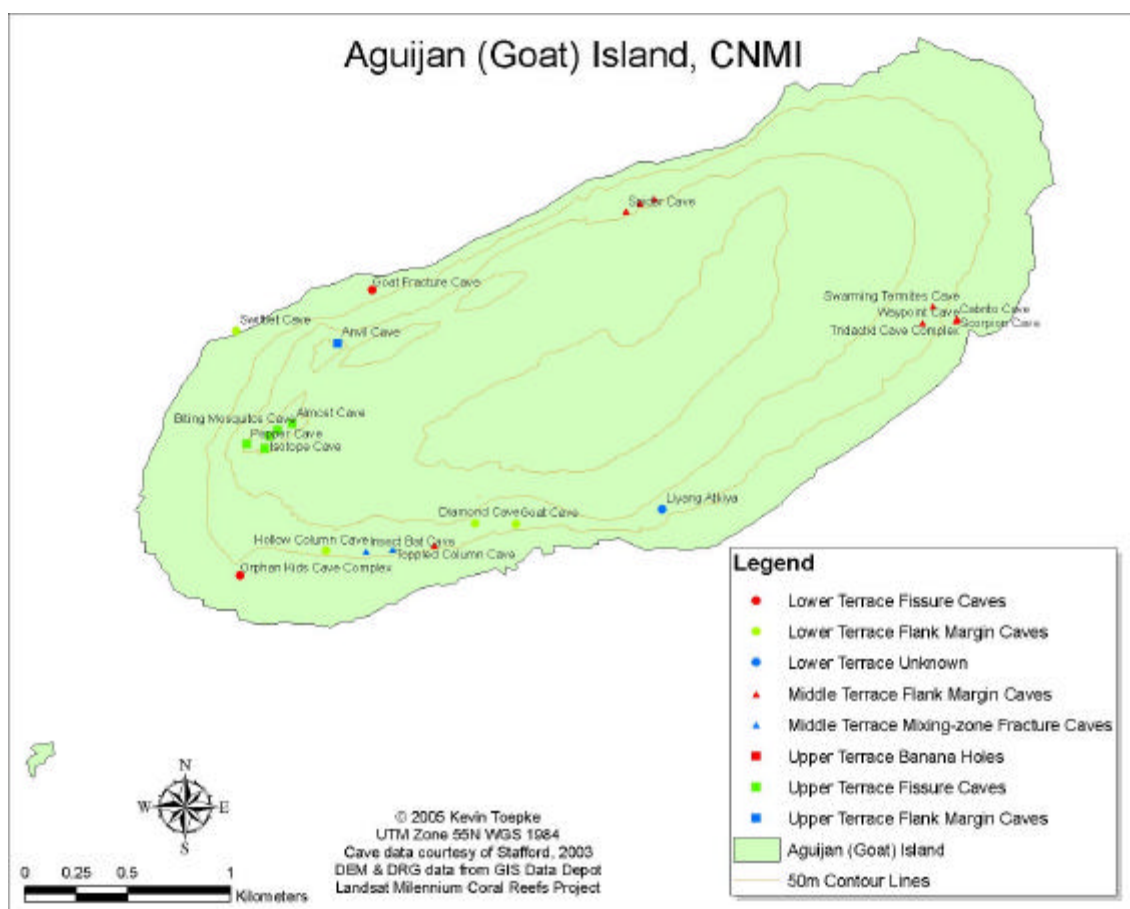 Aguijan (Goat) Island, CNMI
Spider Cave
Goat Fracture Cave
Swiftlet Cave
Anvil Cave
Swarming Termites Cave
Waypoint Cave
Cabrito Cave
Tridactid Cave Complex
Scorpion Cave
Almost Cave
Biting Mosquitos Cave
Pepper Cave
Isotope Cave
Liyang Atkiya
Diamond Cave
Goat Cave
Hollow Column Cave
Insect Bat Cave
Toppled Column Cave
Orphan Kids Cave Complex
Legend
Lower Terrace Fissure Caves
Lower Terrace Flank Margin Caves
Lower Terrace Unknown
Middle Terrace Flank Margin Caves
Middle Terrace Mixing-zone Fracture Caves
Upper Terrace Banana Holes
Upper Terrace Fissure Caves
Upper Terrace Flank Margin Caves
Aguijan (Goat) Island
50m Contour Lines
N
W
E
S
© 2005 Kevin Toepke
UTM Zone 55N WGS 1984
Cave data courtesy of Stafford, 2003
DEM & DRG data from GIS Data Depot
Landsat Milennium Coral Reefs Project
0 0.25 0.5 1
Kilometers